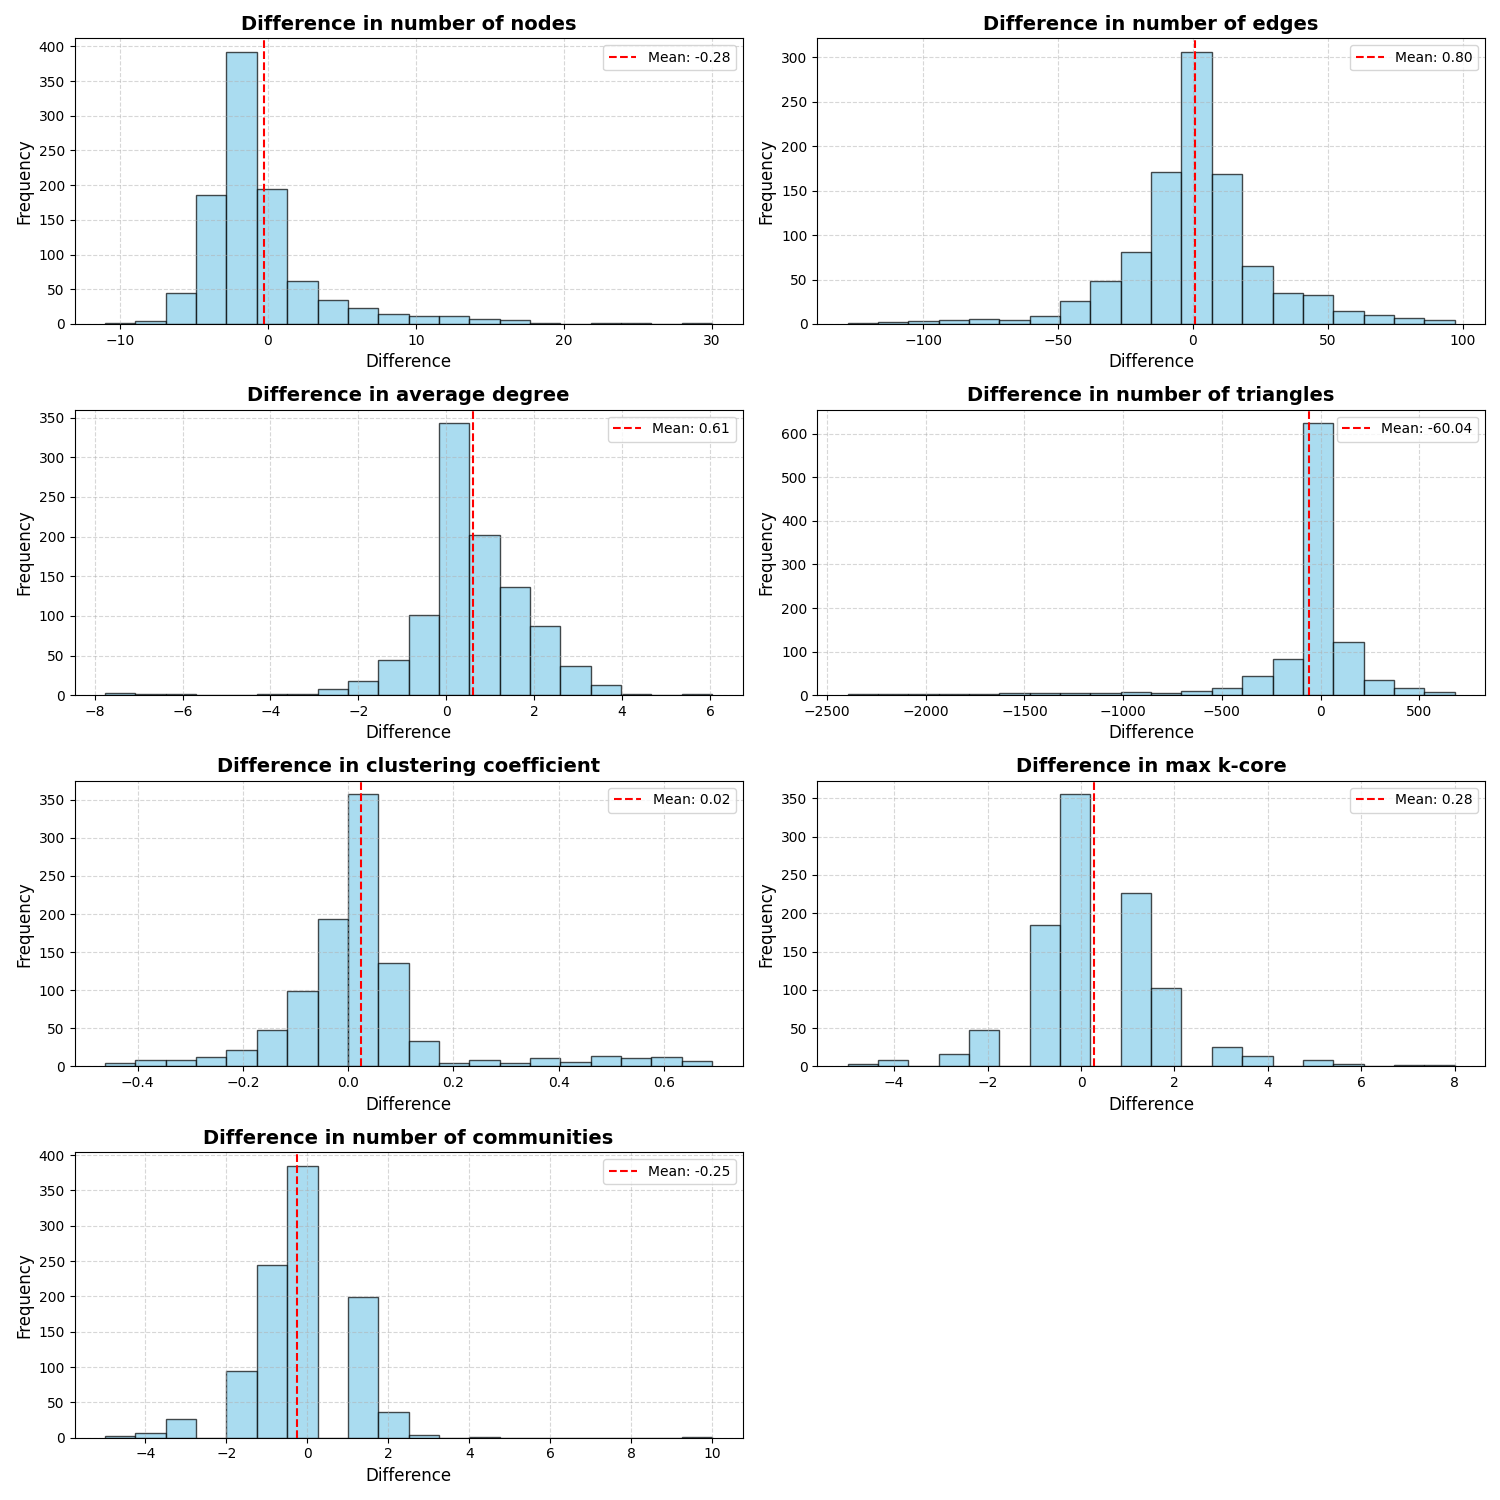 Difference in number of nodes
400
350
300
250
200
150
100
50
0
Frequency
Mean: -0.28
−10 0 10 20 30
Difference
Difference in number of edges
300
250
200
150
100
50
0
Frequency
Mean: 0.80
−100 −50 0 50 100
Difference
Difference in average degree
350
300
250
200
150
100
50
0
Frequency
Mean: 0.61
−8 −6 −4 −2 0 2 4 6
Difference
Difference in number of triangles
600
500
400
300
200
100
0
Frequency
Mean: -60.04
−2500 −2000 −1500 −1000 −500 0 500
Difference
Difference in clustering coefficient
350
300
250
200
150
100
50
0
Frequency
Mean: 0.02
−0.4 −0.2 0.0 0.2 0.4 0.6
Difference
Difference in max k-core
350
300
250
200
150
100
50
0
Frequency
Mean: 0.28
−4 −2 0 2 4 6 8
Difference
Difference in number of communities
400
350
300
250
200
150
100
50
0
Frequency
Mean: -0.25
−4 −2 0 2 4 6 8 10
Difference